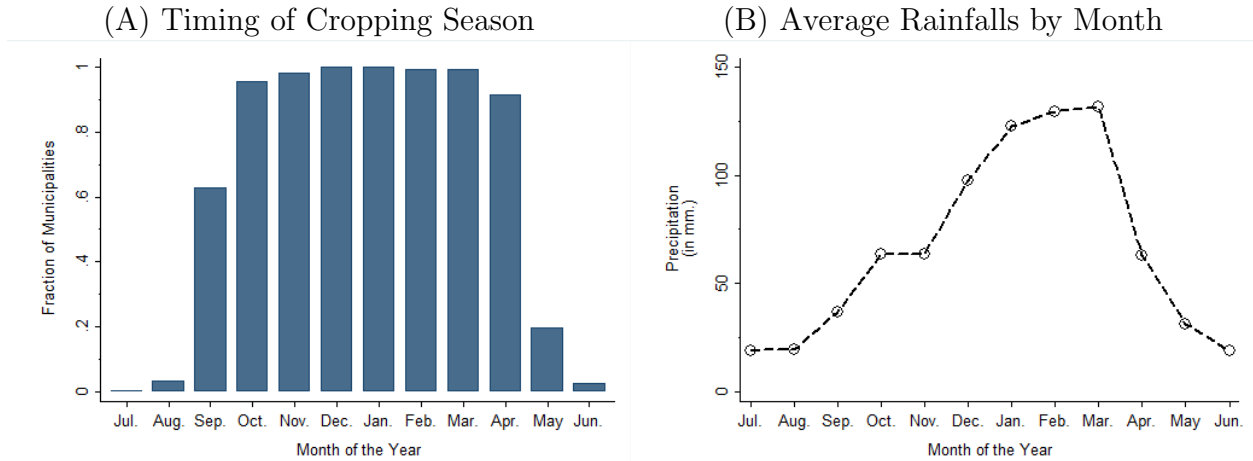 (A) Timing of Cropping Season
Fraction of Municipalities
1
.8
.6
.4
.2
0
Jul. Aug. Sep. Oct. Nov. Dec. Jan. Feb. Mar. Apr. May Jun.
Month of the Year
(B) Average Rainfalls by Month
Precipitation
(in mm.)
150
100
50
0
Jul. Aug. Sep. Oct. Nov. Dec. Jan. Feb. Mar. Apr. May Jun.
Month of the Year